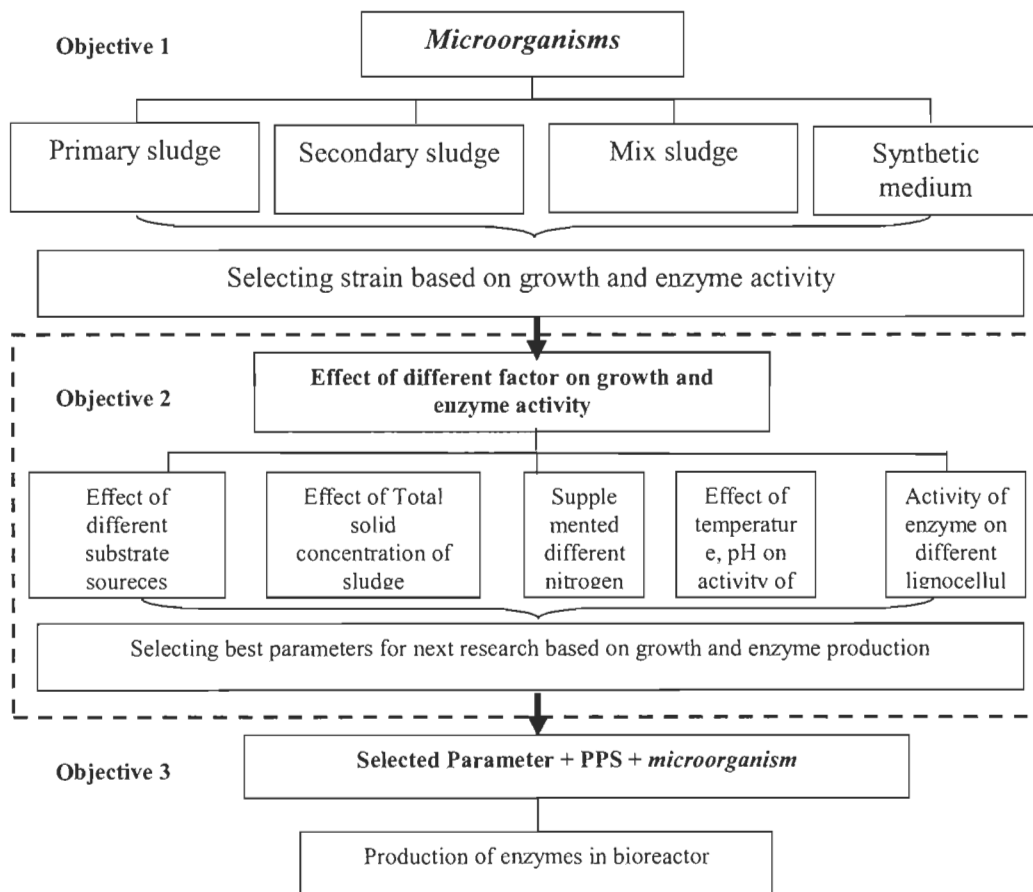 Objective 1
Microorganisms
Primary sludge
Secondary sludge
Mix sludge
Synthetic
medium
Selecting strain based on growth and enzyme activity
Objective 2
Effect of different factor on growth and
enzyme activity
Effect of
different
substrate
soureces
Effect of Total
solid
concentration of
sludge
Supple
mented
different
nitrogen
Effect of
temperatur
e, pH on
activity of
Activity of
enzyme on
different
lignocellul
Selecting best parameters for next research based on growth and enzyme production
Objective 3
Selected Parameter + PPS + microorganism
Production of enzymes in bioreactor